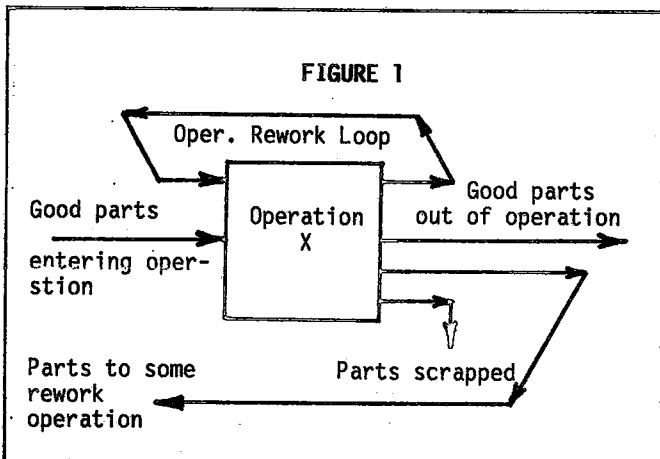 FIGURE 1
Oper. Rework Loop
Good parts
entering oper-
stion
Operation
X
Good parts
out of operation
Parts scrapped
Parts to some
rework
operation